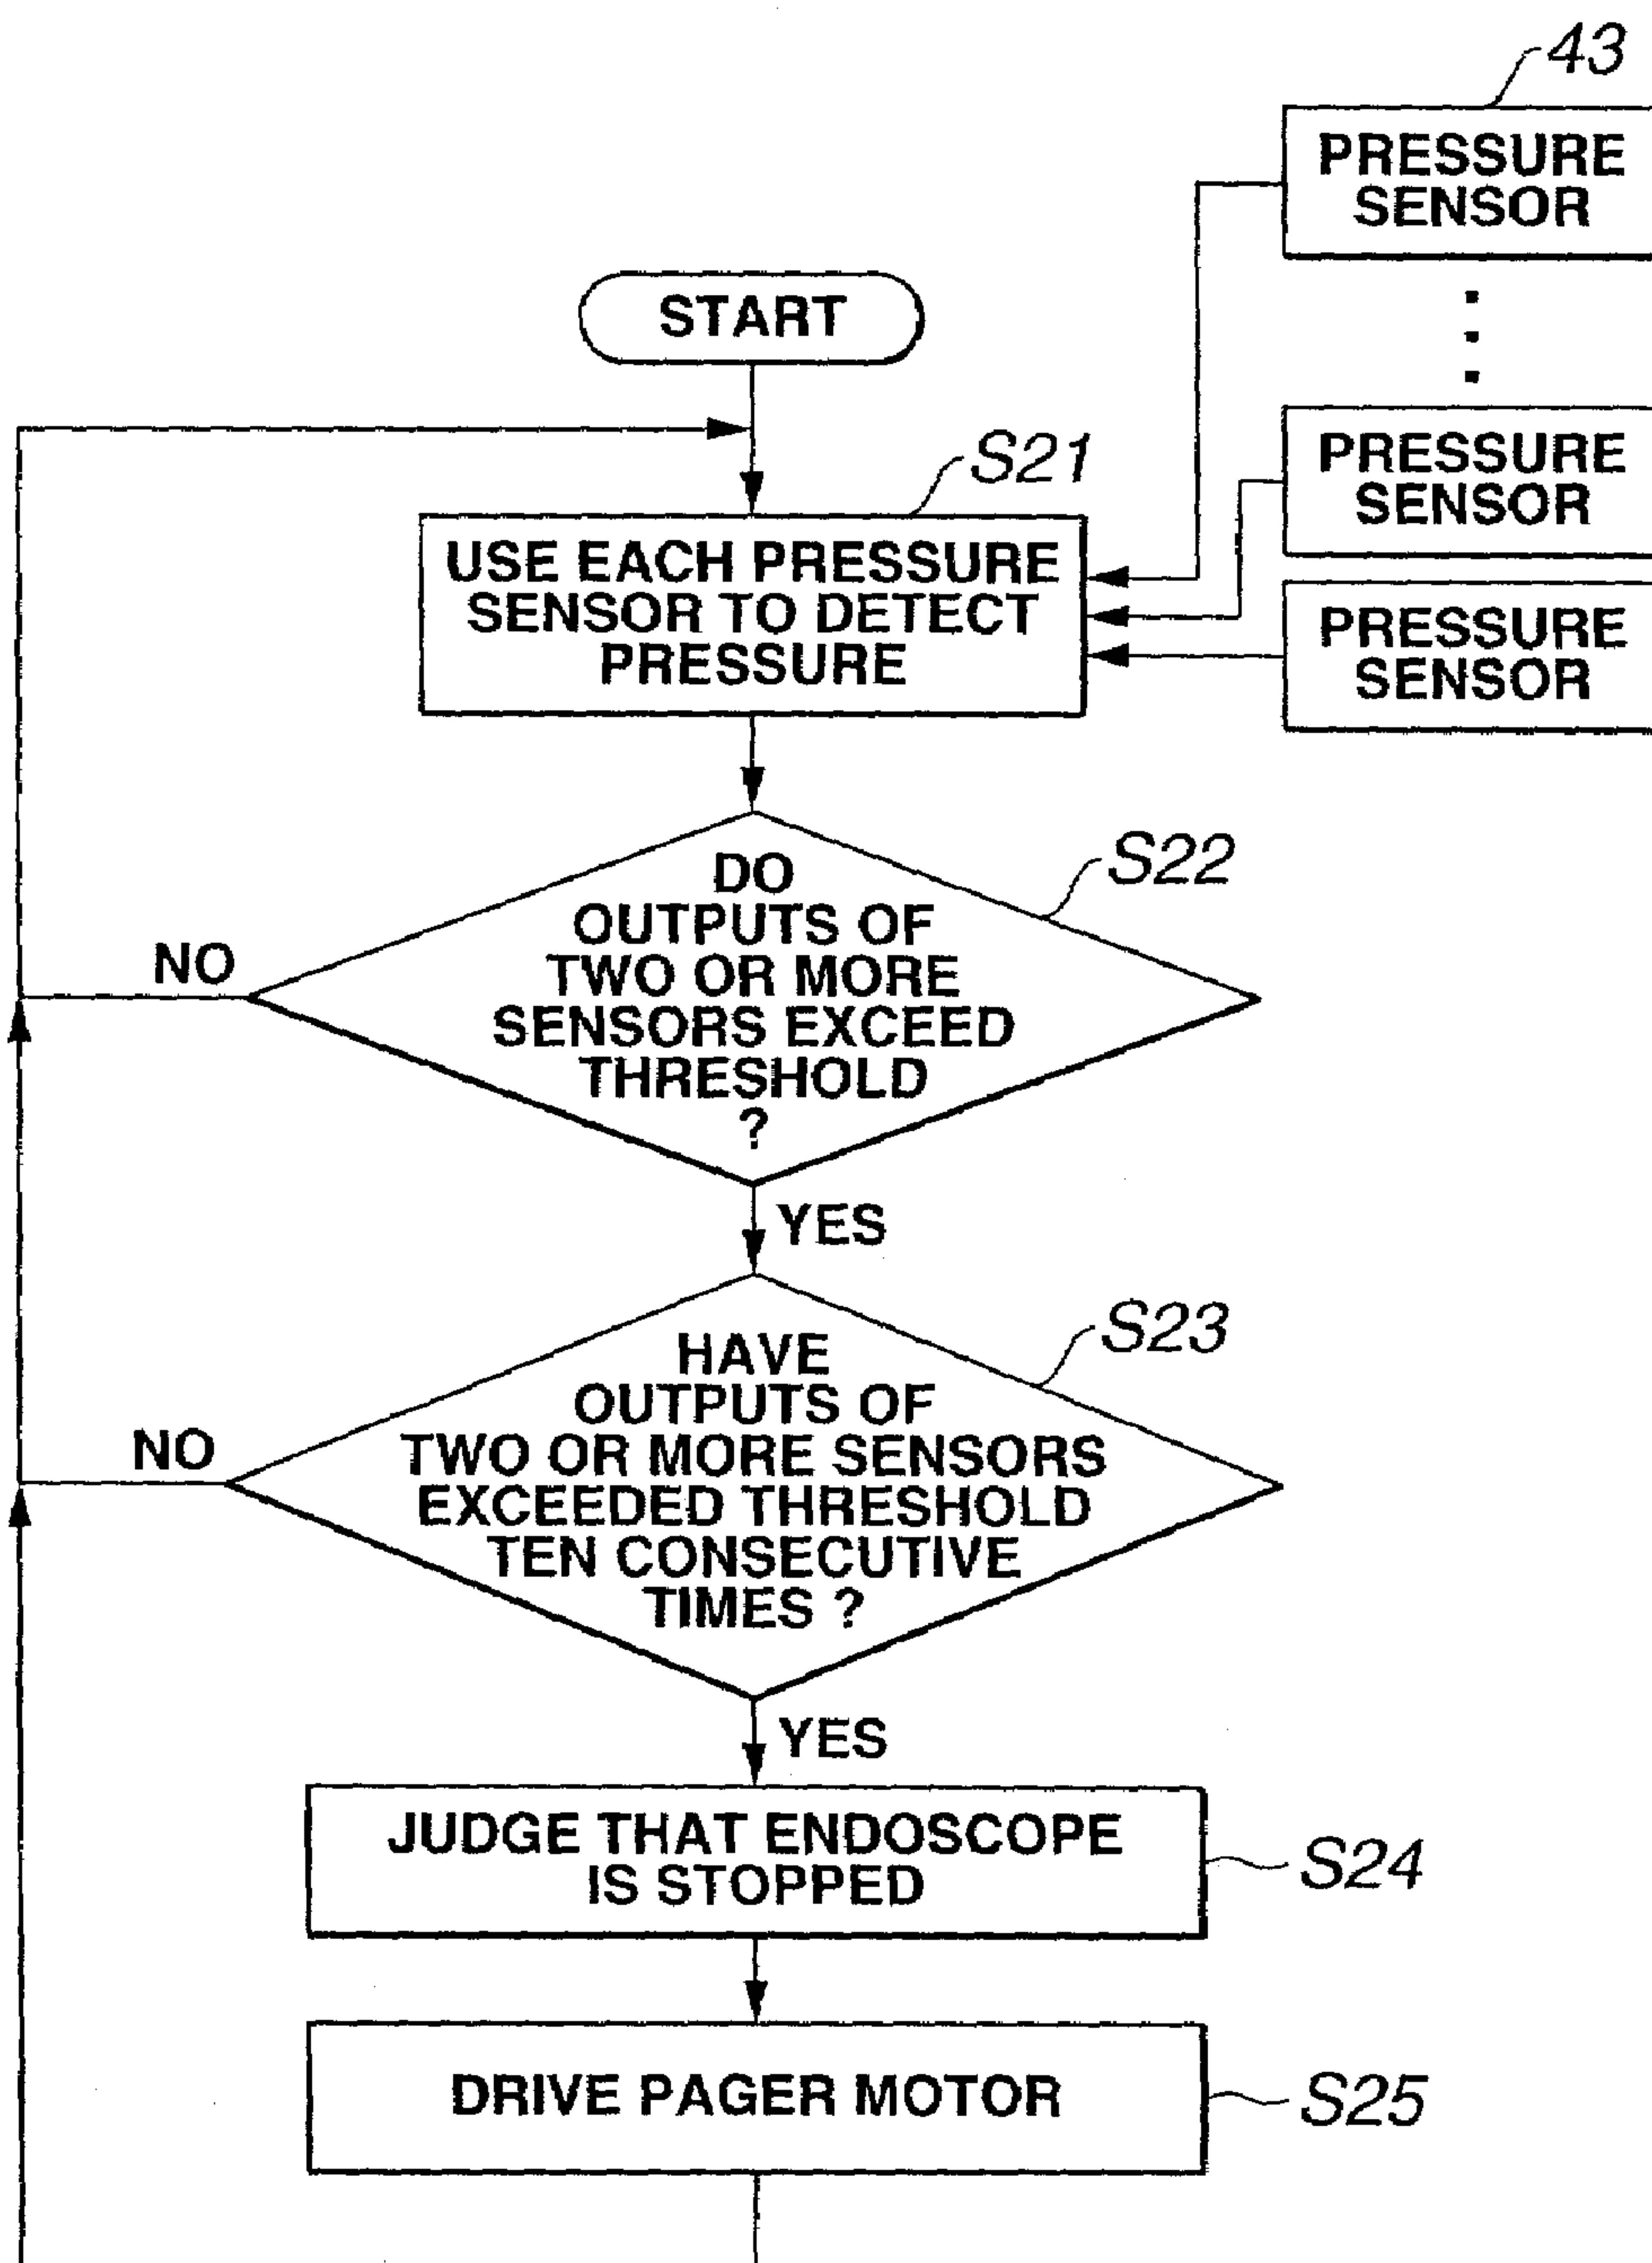 43
PRESSURE
SENSOR
START
PRESSURE
SENSOR
S21
USE EACH PRESSURE
SENSOR TO DETECT
PRESSURE
PRESSURE
SENSOR
S22
DO
OUTPUTS OF
TWO OR MORE
SENSORS EXCEED
THRESHOLD
?
NO
YES
S23
HAVE
OUTPUTS OF
TWO OR MORE SENSORS
EXCEEDED THRESHOLD
TEN CONSECUTIVE
TIMES ?
NO
YES
JUDGE THAT ENDOSCOPE
IS STOPPED
S24
DRIVE PAGER MOTOR
S25